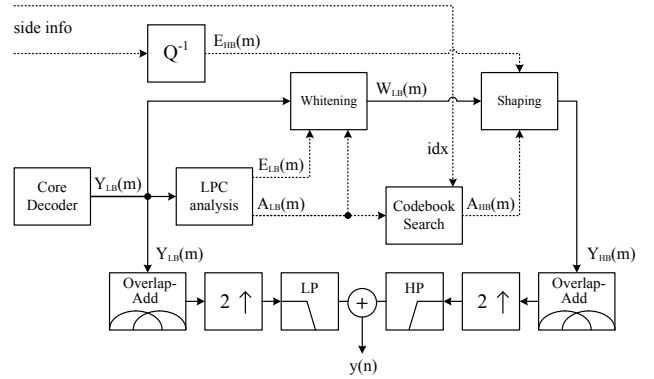 side info
Q⁻¹
E_HB(m)
Whitening
W_LB(m)
Shaping
idx
Core
Decoder
Y_LB(m)
LPC
analysis
E_LB(m)
A_LB(m)
Codebook
Search
A_HB(m)
Y_LB(m)
Y_HB(m)
Overlap-
Add
2 ↑
LP
+
HP
2 ↑
Overlap-
Add
y(n)